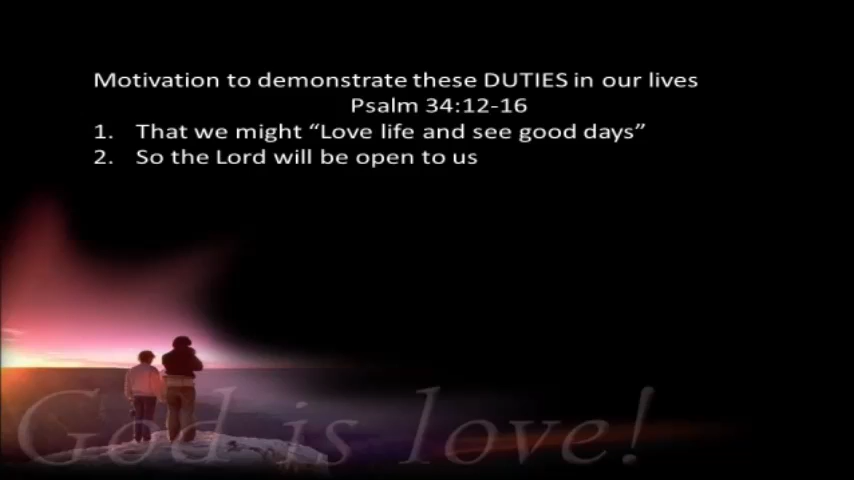 Motivation to demonstrate these DUTIES in our lives
Psalm 34:12-16
1. That we might “Love life and see good days”
2. So the Lord will be open to us
God is love!